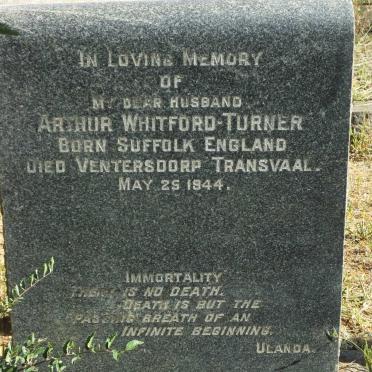 IN LOVING MEMORY
OF
MY DEAR HUSBAND
ARTHUR WHITFORD-TURNER
BORN SUFFOLK ENGLAND
DIED VENTERSDORP TRANSVAAL.
MAY 25 1944.
IMMORTALITY
THERE IS NO DEATH.
DEATH IS BUT THE
PASSING BREATH OF AN
INFINITE BEGINNING.
ULANDA.